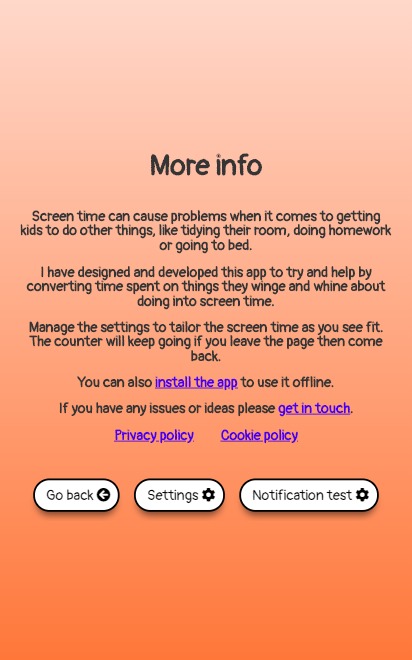 More info
Screen time can cause problems when it comes to getting
kids to do other things, like tidying their room, doing homework
or going to bed.
I have designed and developed this app to try and help by
converting time spent on things they winge and whine about
doing into screen time.
Manage the settings to tailor the screen time as you see fit.
The counter will keep going if you leave the page then come
back.
You can also install the app to use it offline.
If you have any issues or ideas please get in touch.
Privacy policy Cookie policy
Go back Settings Notification test